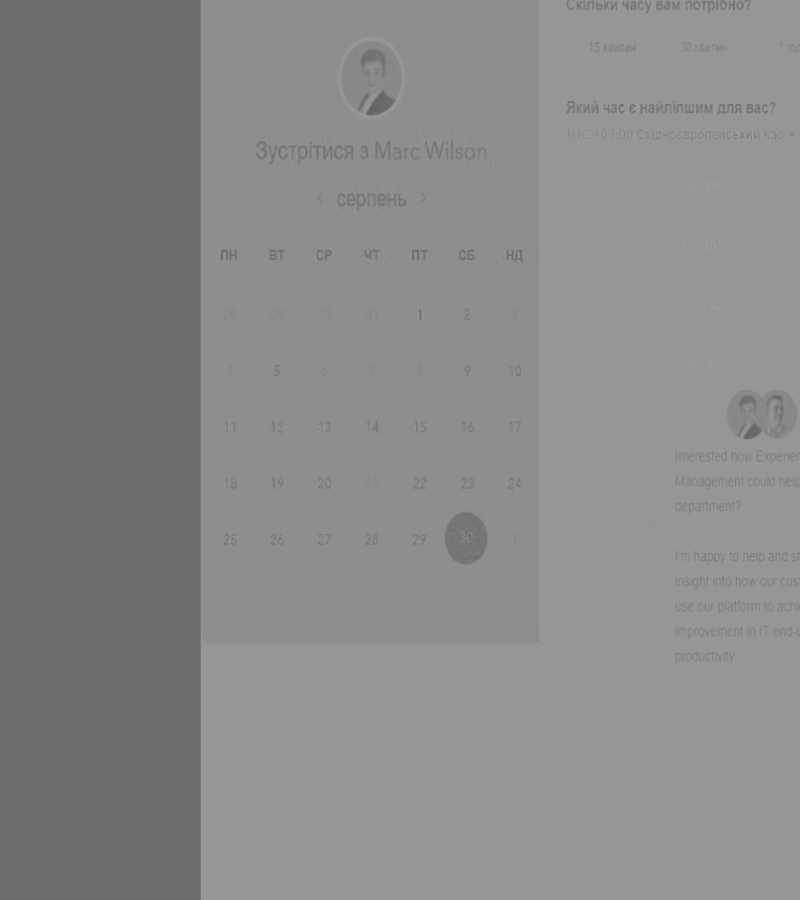 Скільки часу вам потрібно?
15 хвилин 30 хвилин 1
Який час є найліпшим для вас?
UTC +03:00 Східноєвропейський час
Зустрітися з Marc Wilson
< серпень >
ПН ВТ СР ЧТ ПТ СБ НД
28 29 30 31 1 2 3
4 5 6 7 8 9 10
11 12 13 14 15 16 17
18 19 20 21 22 23 24
25 26 27 28 29 30 1
Interested how Experien
Management could help
department?
I'm happy to help and sh
insight into how our cus
use our platform to achi
improvement in IT end-u
productivity.